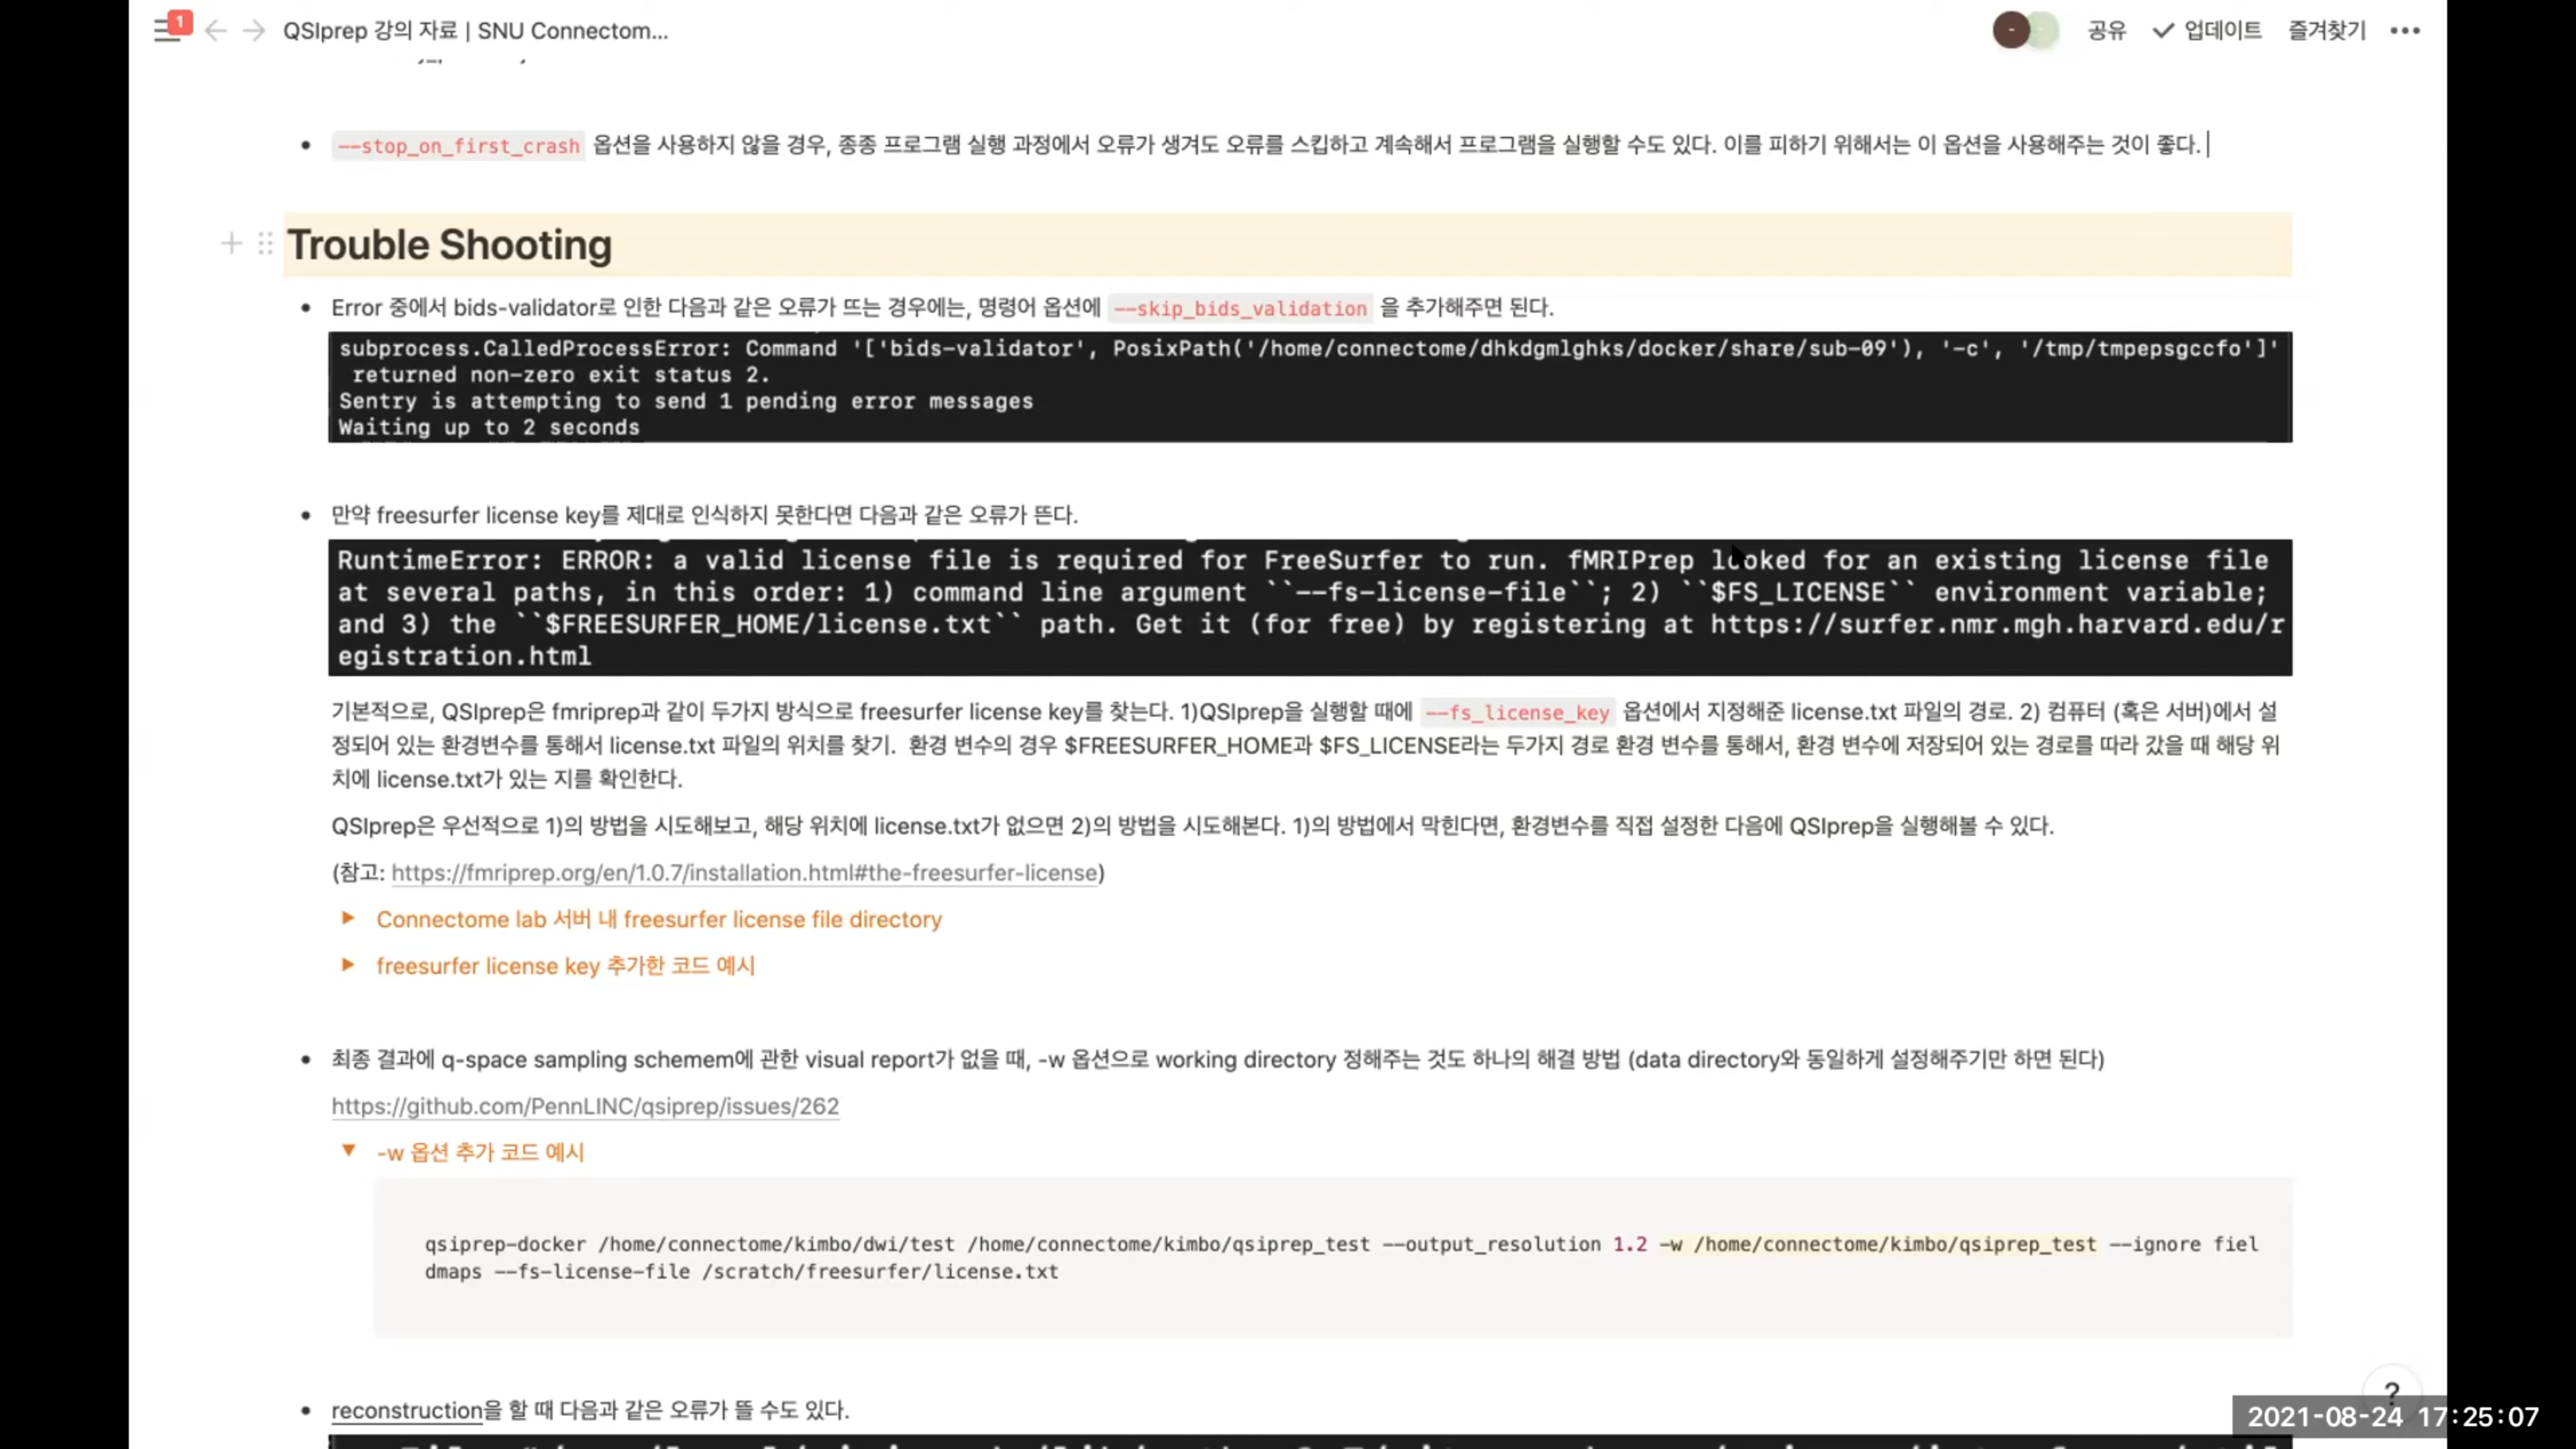 1
QSIprep 강의 자료 | SNU Connectom...
공유
업데이트
즐겨찾기
--stop_on_first_crash 옵션을 사용하지 않을 경우, 종종 프로그램 실행 과정에서 오류가 생겨도 오류를 스킵하고 계속해서 프로그램을 실행할 수도 있다. 이를 피하기 위해서는 이 옵션을 사용해주는 것이 좋다.
Trouble Shooting
Error 중에서 bids-validator로 인한 다음과 같은 오류가 뜨는 경우에는, 명령어 옵션에 --skip_bids_validation 을 추가해주면 된다.
subprocess.CalledProcessError: Command '['bids-validator', PosixPath('/home/connectome/dhkdgmlghks/docker/share/sub-09'), '-c', '/tmp/tmpepsgccfo']'
returned non-zero exit status 2.
Sentry is attempting to send 1 pending error messages
Waiting up to 2 seconds
만약 freesurfer license key를 제대로 인식하지 못한다면 다음과 같은 오류가 뜬다.
RuntimeError: ERROR: a valid license file is required for FreeSurfer to run. fMRIPrep looked for an existing license file
at several paths, in this order: 1) command line argument ``--fs-license-file``; 2) ``$FS_LICENSE`` environment variable;
and 3) the ``$FREESURFER_HOME/license.txt`` path. Get it (for free) by registering at https://surfer.nmr.mgh.harvard.edu/r
egistration.html
기본적으로, QSIprep은 fmriprep과 같이 두가지 방식으로 freesurfer license key를 찾는다. 1)QSIprep을 실행할 때에 --fs_license_key 옵션에서 지정해준 license.txt 파일의 경로. 2) 컴퓨터 (혹은 서버)에서 설
정되어 있는 환경변수를 통해서 license.txt 파일의 위치를 찾기. 환경 변수의 경우 $FREESURFER_HOME과 $FS_LICENSE라는 두가지 경로 환경 변수를 통해서, 환경 변수에 저장되어 있는 경로를 따라 갔을 때 해당 위
치에 license.txt가 있는 지를 확인한다.
QSIprep은 우선적으로 1)의 방법을 시도해보고, 해당 위치에 license.txt가 없으면 2)의 방법을 시도해본다. 1)의 방법에서 막힌다면, 환경변수를 직접 설정한 다음에 QSIprep을 실행해볼 수 있다.
(참고: https://fmriprep.org/en/1.0.7/installation.html#the-freesurfer-license)
Connectome lab 서버 내 freesurfer license file directory
freesurfer license key 추가한 코드 예시
최종 결과에 q-space sampling schemem에 관한 visual report가 없을 때, -w 옵션으로 working directory 정해주는 것도 하나의 해결 방법 (data directory와 동일하게 설정해주기만 하면 된다)
https://github.com/PennLINC/qsiprep/issues/262
-w 옵션 추가 코드 예시
qsiprep-docker /home/connectome/kimbo/dwi/test /home/connectome/kimbo/qsiprep_test --output_resolution 1.2 -w /home/connectome/kimbo/qsiprep_test --ignore fiel
dmaps --fs-license-file /scratch/freesurfer/license.txt
reconstruction을 할 때 다음과 같은 오류가 뜰 수도 있다.
?
2021-08-24 17:25:07